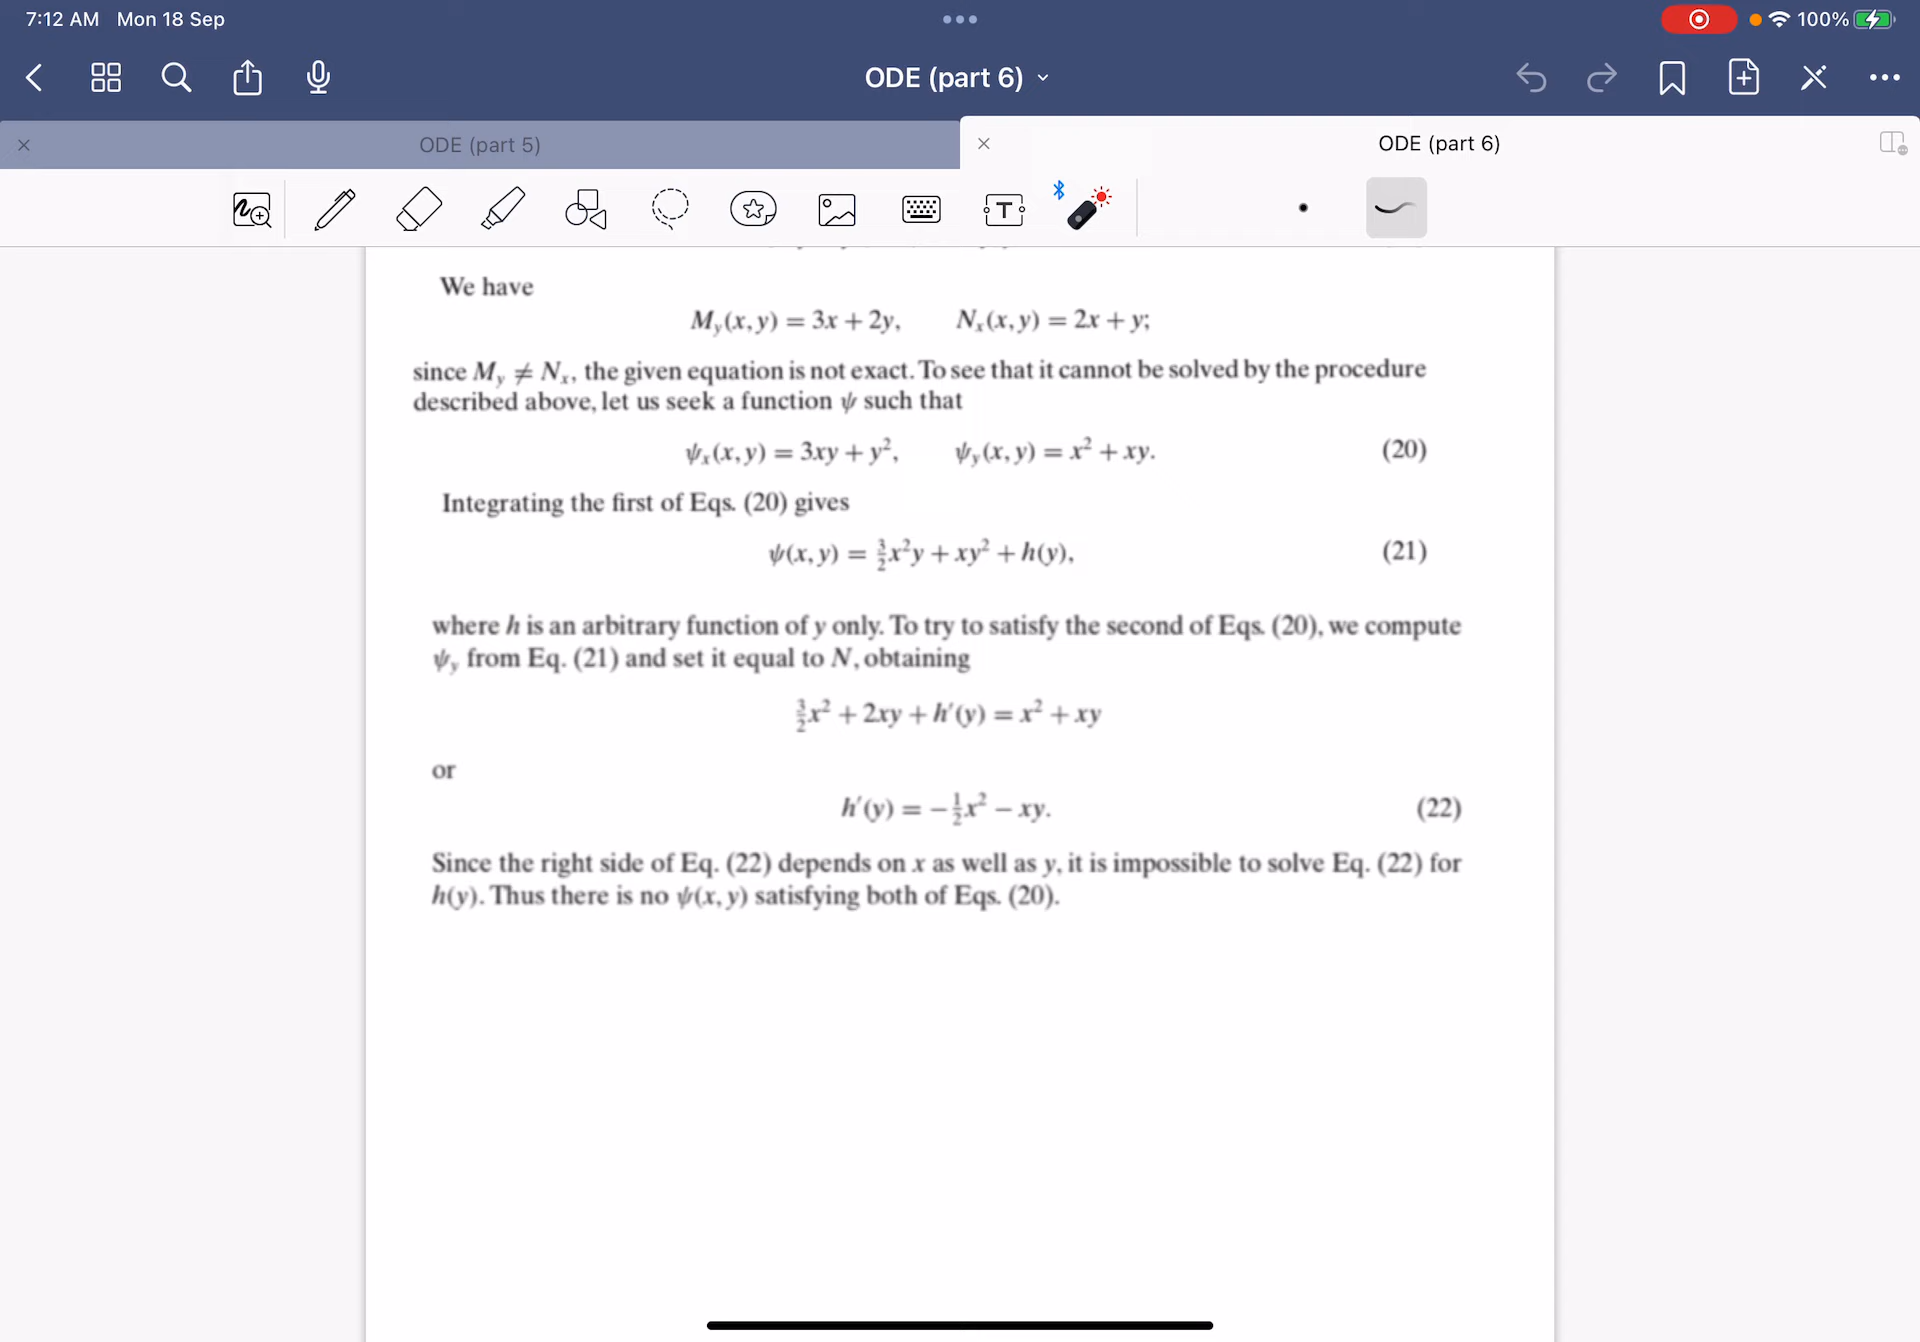 7:12 AM Mon 18 Sep
100%
ODE (part 6)
ODE (part 5)
ODE (part 6)
T
We have
M_y(x, y) = 3x + 2y, N_x(x, y) = 2x + y;
since M_y ≠ N_x, the given equation is not exact. To see that it cannot be solved by the procedure
described above, let us seek a function ψ such that
ψ_x(x, y) = 3xy + y², ψ_y(x, y) = x² + xy. (20)
Integrating the first of Eqs. (20) gives
ψ(x, y) = 3/2 x²y + xy² + h(y), (21)
where h is an arbitrary function of y only. To try to satisfy the second of Eqs. (20), we compute
ψ_y from Eq. (21) and set it equal to N, obtaining
3/2 x² + 2xy + h′(y) = x² + xy
or
h′(y) = −1/2 x² − xy. (22)
Since the right side of Eq. (22) depends on x as well as y, it is impossible to solve Eq. (22) for
h(y). Thus there is no ψ(x, y) satisfying both of Eqs. (20).